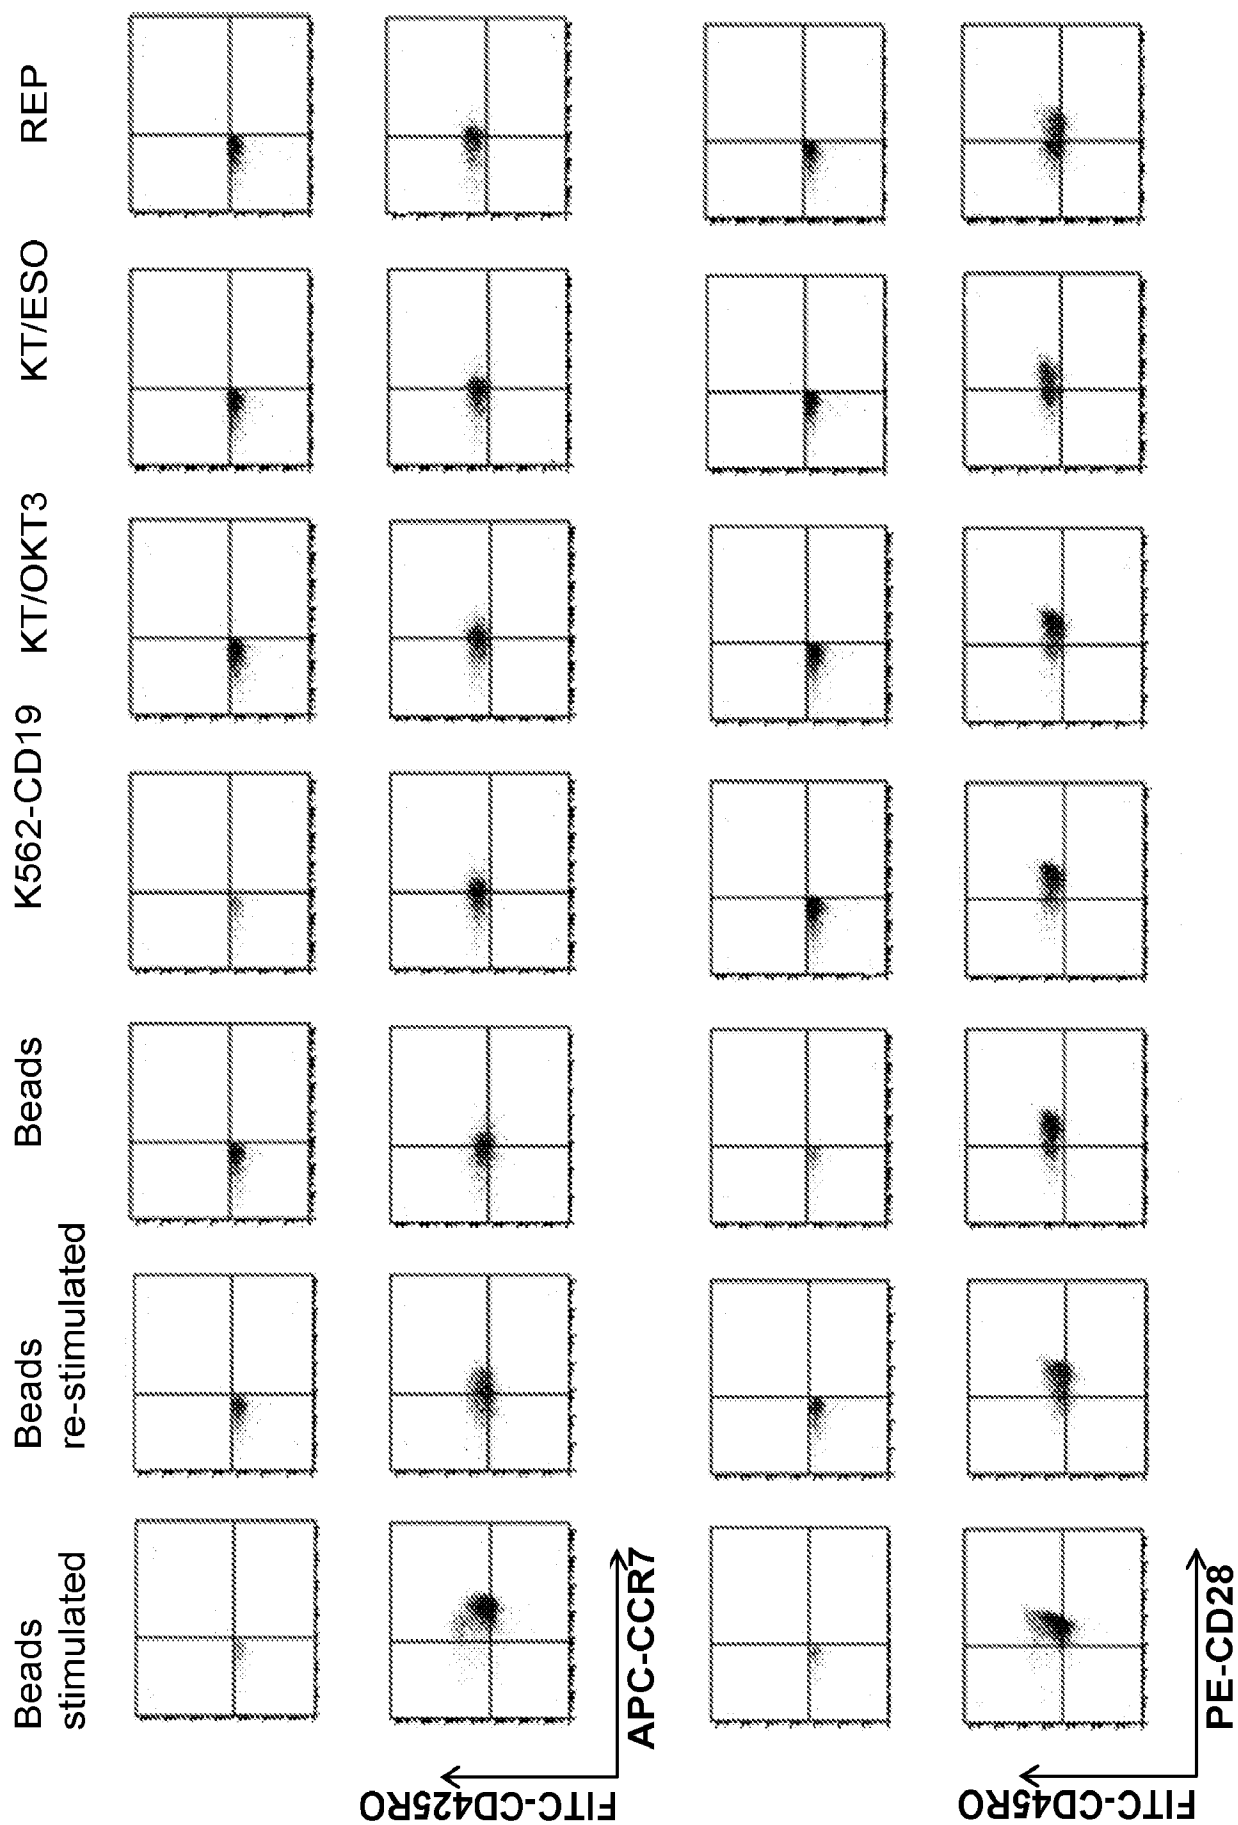 Beads
stimulated
Beads
re-stimulated
Beads
K562-CD19
KT/OKT3
KT/ESO
REP
FITC-CD425RO
APC-CCR7
FITC-CD45RO
PE-CD28